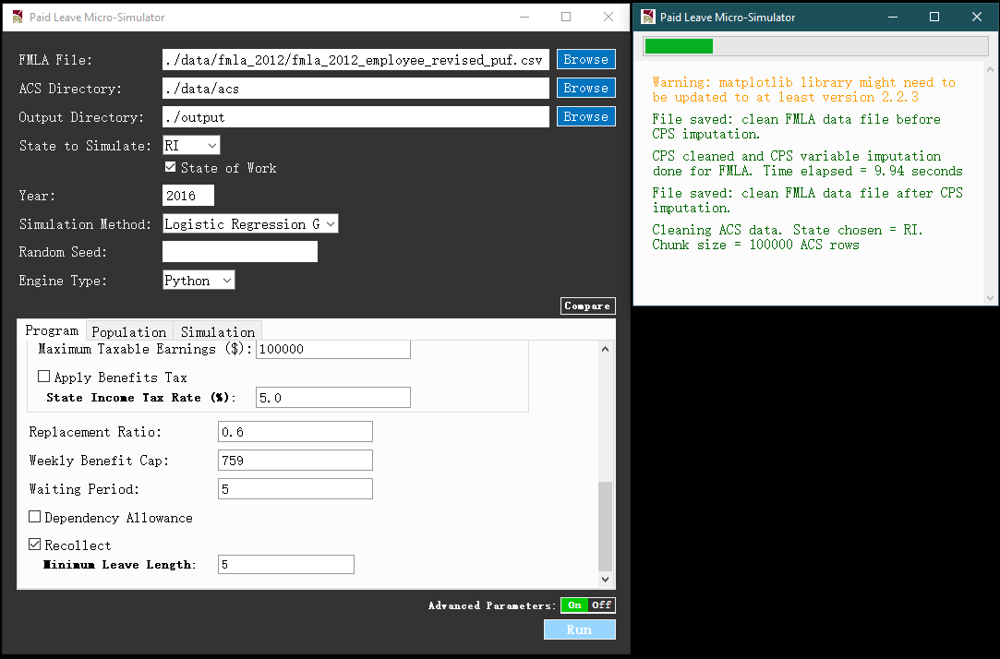 Paid Leave Micro-Simulator
FMLA File: ./data/fmla_2012/fmla_2012_employee_revised_puf.csv Browse
ACS Directory: ./data/acs Browse
Output Directory: ./output Browse
State to Simulate: RI
State of Work
Year: 2016
Simulation Method: Logistic Regression G
Random Seed:
Engine Type: Python
Compare
Program Population Simulation
Maximum Taxable Earnings ($): 100000
Apply Benefits Tax
State Income Tax Rate (%): 5.0
Replacement Ratio: 0.6
Weekly Benefit Cap: 759
Waiting Period: 5
Dependency Allowance
Recollect
Minimum Leave Length: 5
Advanced Parameters: On Off
Run
Paid Leave Micro-Simulator
Warning: matplotlib library might need to
be updated to at least version 2.2.3
File saved: clean FMLA data file before
CPS imputation.
CPS cleaned and CPS variable imputation
done for FMLA. Time elapsed = 9.94 seconds
File saved: clean FMLA data file after CPS
imputation.
Cleaning ACS data. State chosen = RI.
Chunk size = 100000 ACS rows